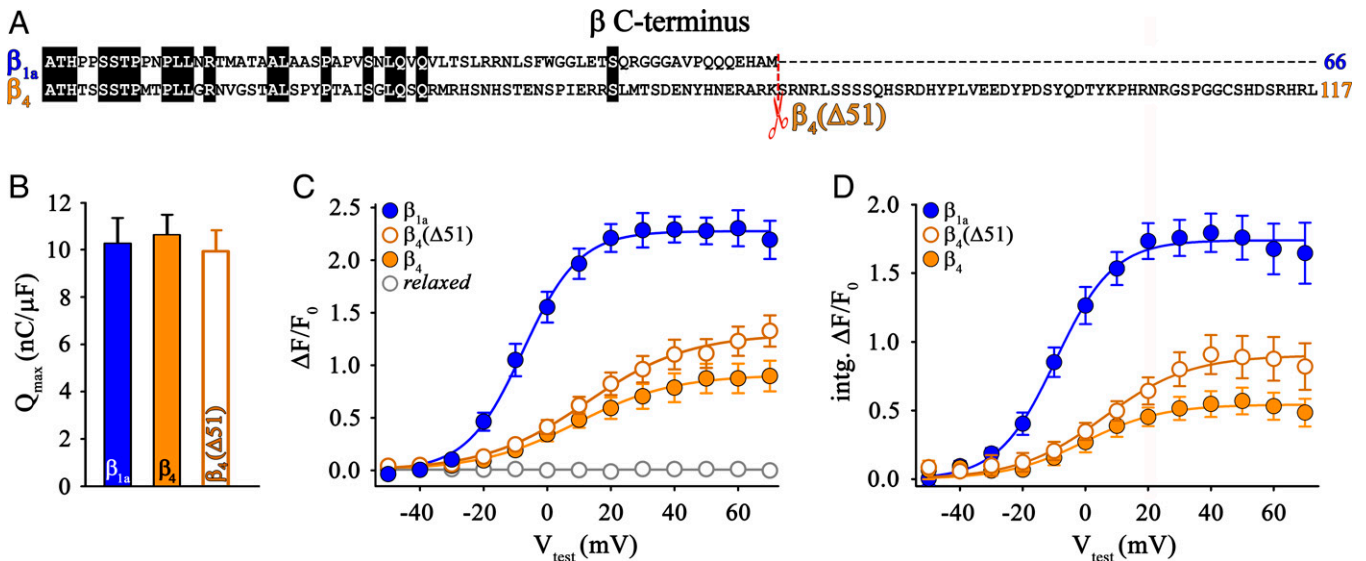 A
β C-terminus
β1a ATHPPSSTPPNPLLNRTMATAALAASPAPVSNLQVQVLTSLRRNLSFWGGLETSQRGGGAVPQQQEHAM--------------------------------------------------- 66
β4 ATHTSSSTPMTPLLGRNVGSTALSPYPTAISGLQSQRMRHSNHSTENSPIERRSLMTSDENYHNERARKSRNRLSSSSQHSRDHYPLVEEDYPDSYQDTYKPHRNRGSPGGCSHDSRHRL 117
β4(Δ51)
B
Qmax (nC/µF)
12
10
8
6
4
2
0
β1a
β4
β4(Δ51)
C
ΔF/F0
β1a
β4(Δ51)
β4
relaxed
2.5
2.0
1.5
1.0
0.5
0.0
-40 -20 0 20 40 60
Vtest (mV)
D
intg. ΔF/F0
β1a
β4(Δ51)
β4
2.0
1.5
1.0
0.5
0.0
-40 -20 0 20 40 60
Vtest (mV)